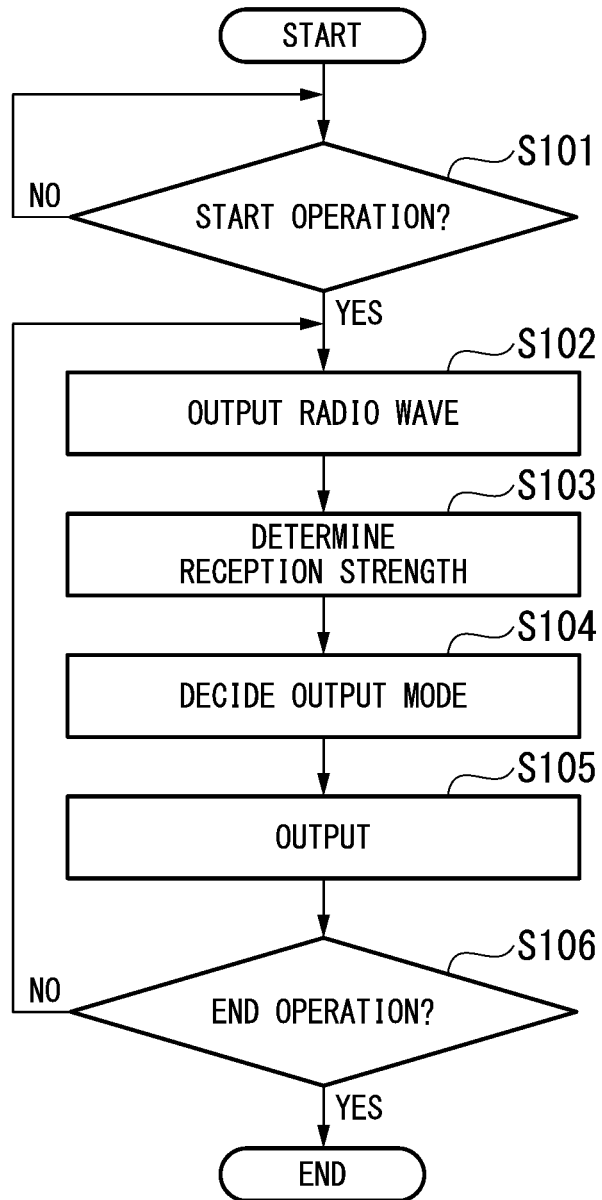 START
S101
START OPERATION?
NO
YES
S102
OUTPUT RADIO WAVE
S103
DETERMINE
RECEPTION STRENGTH
S104
DECIDE OUTPUT MODE
S105
OUTPUT
S106
END OPERATION?
NO
YES
END